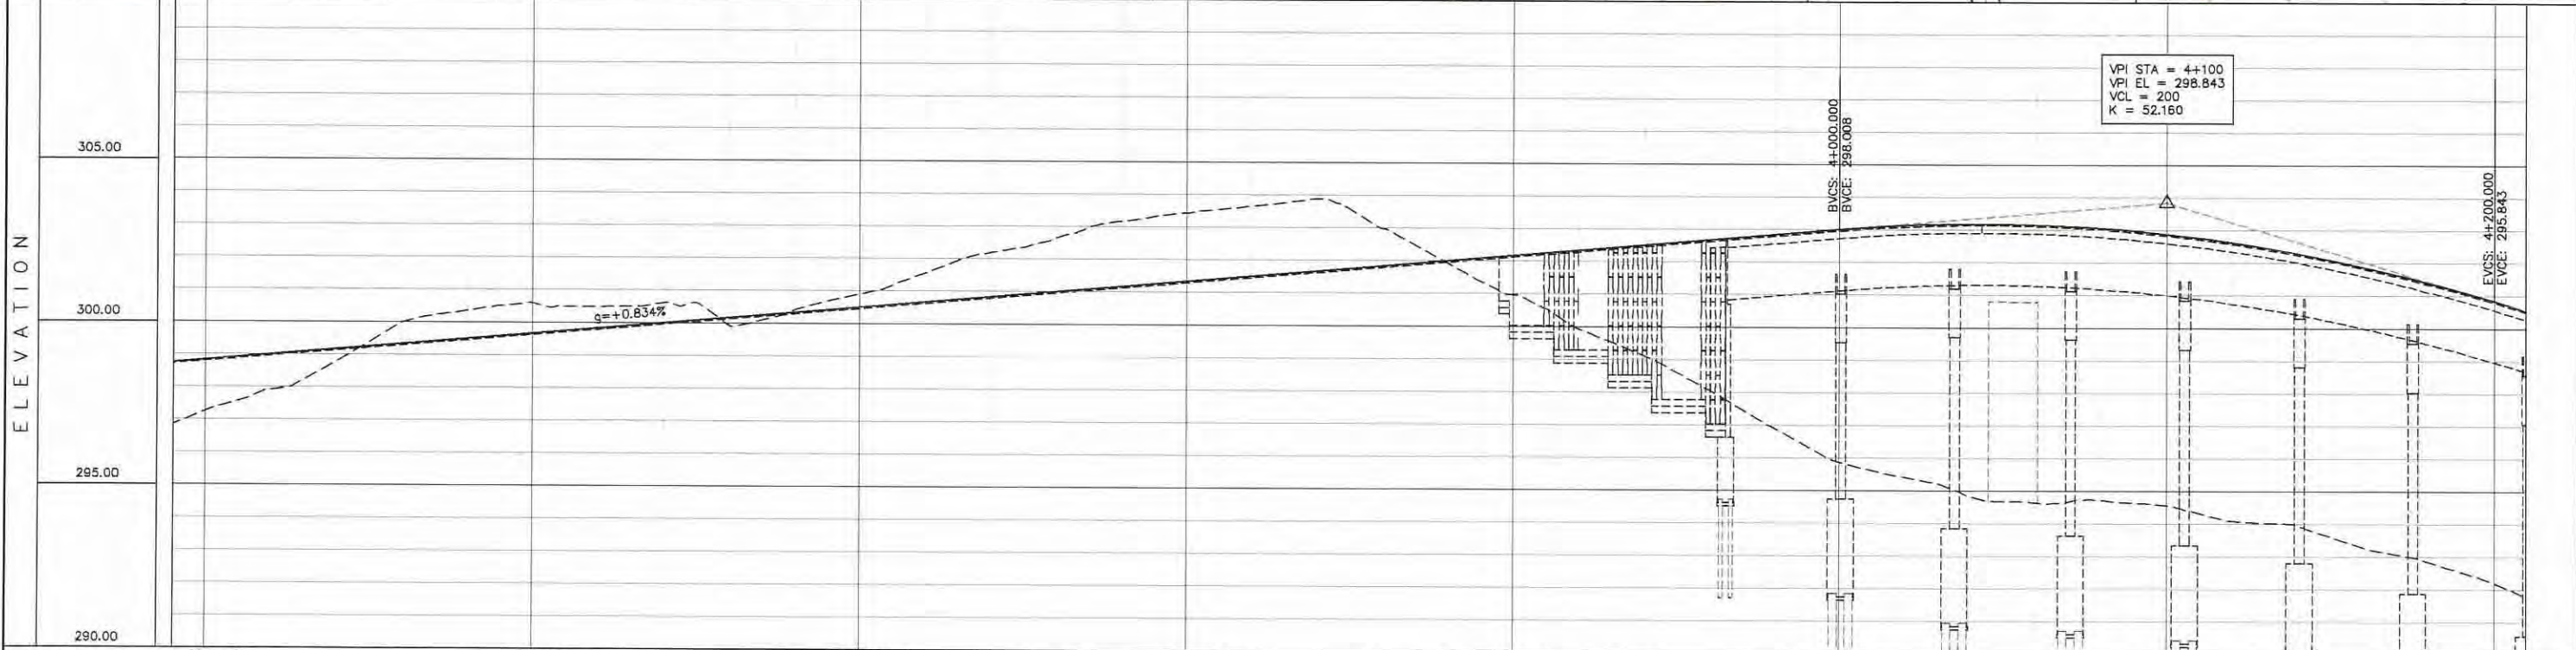 ELEVATION
305.00
300.00
295.00
290.00
g=+0.834%
BVCS: 4+000.000
BVCE: 298.008
VPI STA = 4+100
VPI EL = 298.843
VCL = 200
K = 52.160
EVCS: 4+200.000
EVCE: 295.843